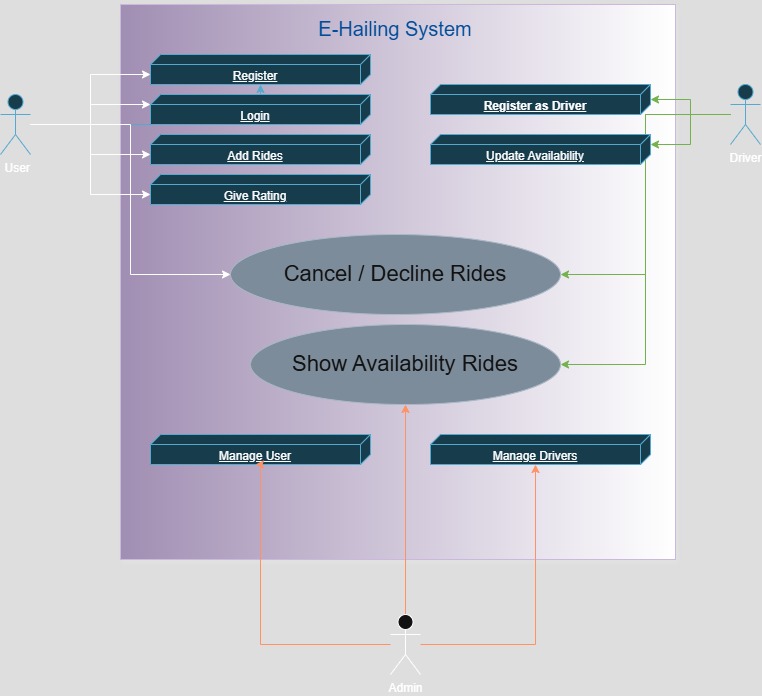 E-Hailing System
Register
Login
Add Rides
Give Rating
Register as Driver
Update Availability
User
Driver
Cancel / Decline Rides
Show Availability Rides
Manage User
Manage Drivers
Admin